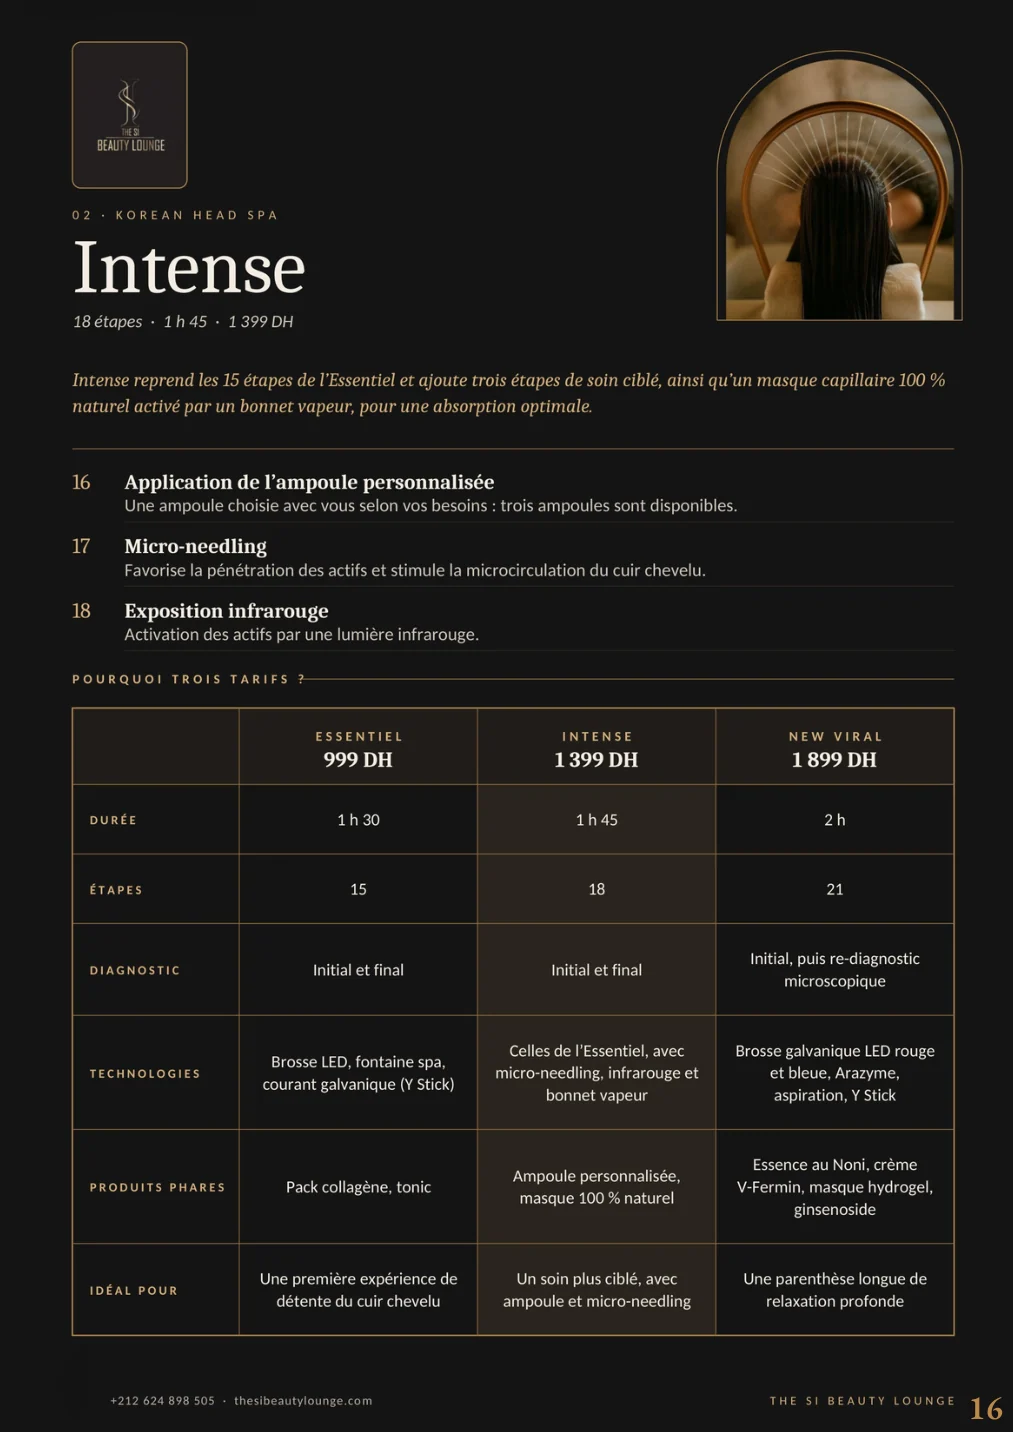 THE SI
BEAUTY LOUNGE
02 · KOREAN HEAD SPA
Intense
18 étapes · 1 h 45 · 1 399 DH
Intense reprend les 15 étapes de l’Essentiel et ajoute trois étapes de soin ciblé, ainsi qu’un masque capillaire 100 %
naturel activé par un bonnet vapeur, pour une absorption optimale.
16 Application de l’ampoule personnalisée
Une ampoule choisie avec vous selon vos besoins : trois ampoules sont disponibles.
17 Micro-needling
Favorise la pénétration des actifs et stimule la microcirculation du cuir chevelu.
18 Exposition infrarouge
Activation des actifs par une lumière infrarouge.
POURQUOI TROIS TARIFS ?
ESSENTIEL INTENSE NEW VIRAL
999 DH 1 399 DH 1 899 DH
DURÉE 1 h 30 1 h 45 2 h
ÉTAPES 15 18 21
DIAGNOSTIC Initial et final Initial et final Initial, puis re-diagnostic
microscopique
TECHNOLOGIES
Brosse LED, fontaine spa,
courant galvanique (Y Stick)
Celles de l’Essentiel, avec
micro-needling, infrarouge et
bonnet vapeur
Brosse galvanique LED rouge
et bleue, Arazyme,
aspiration, Y Stick
PRODUITS PHARES
Pack collagène, tonic
Ampoule personnalisée,
masque 100 % naturel
Essence au Noni, crème
V-Fermin, masque hydrogel,
ginsenoside
IDÉAL POUR
Une première expérience de
détente du cuir chevelu
Un soin plus ciblé, avec
ampoule et micro-needling
Une parenthèse longue de
relaxation profonde
+212 624 898 505 · thesibeautylounge.com
THE SI BEAUTY LOUNGE 16